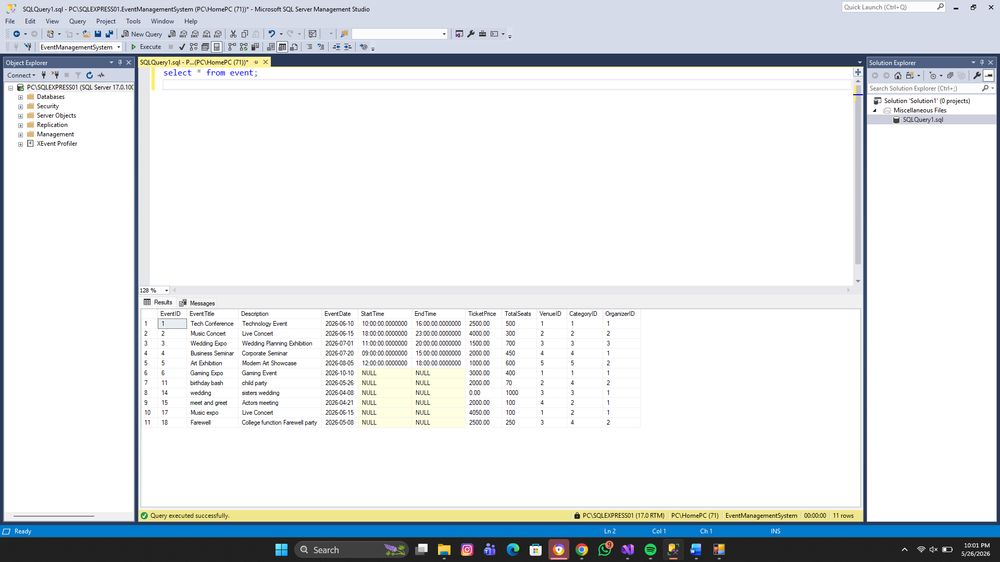 SQLQuery1.sql - PC\SQLEXPRESS01.EventManagementSystem (PC\HomePC (71))* - Microsoft SQL Server Management Studio
Quick Launch (Ctrl+Q)
File Edit View Query Project Tools Window Help
New Query MDX DMX XMLA DAX
EventManagementSystem Execute
Object Explorer
Connect
PC\SQLEXPRESS01 (SQL Server 17.0.100
Databases
Security
Server Objects
Replication
Management
XEvent Profiler
SQLQuery1.sql - P...(PC\HomePC (71))*
select * from event;
128 %
Results Messages
EventID EventTitle Description EventDate StartTime EndTime TicketPrice TotalSeats VenueID CategoryID OrganizerID
1 1 Tech Conference Technology Event 2026-06-10 10:00:00.0000000 16:00:00.0000000 2500.00 500 1 1 1
2 2 Music Concert Live Concert 2026-06-15 18:00:00.0000000 23:00:00.0000000 4000.00 300 2 2 2
3 3 Wedding Expo Wedding Planning Exhibition 2026-07-01 11:00:00.0000000 20:00:00.0000000 1500.00 700 3 3 3
4 4 Business Seminar Corporate Seminar 2026-07-20 09:00:00.0000000 15:00:00.0000000 2000.00 450 4 4 1
5 5 Art Exhibition Modern Art Showcase 2026-08-05 12:00:00.0000000 18:00:00.0000000 1000.00 600 5 5 2
6 6 Gaming Expo Gaming Event 2026-10-10 NULL NULL 3000.00 400 1 1 1
7 11 birthday bash child party 2026-05-26 NULL NULL 2000.00 70 2 4 2
8 14 wedding sisters wedding 2026-04-08 NULL NULL 0.00 1000 3 3 1
9 15 meet and greet Actors meeting 2026-04-21 NULL NULL 2000.00 100 4 2 1
10 17 Music expo Live Concert 2026-06-15 NULL NULL 4050.00 100 1 2 1
11 18 Farewell College function Farewell party 2026-05-08 NULL NULL 2500.00 250 3 4 2
Query executed successfully. PC\SQLEXPRESS01 (17.0 RTM) PC\HomePC (71) EventManagementSystem 00:00:00 11 rows
Solution Explorer
Search Solution Explorer (Ctrl+;)
Solution 'Solution1' (0 projects)
Miscellaneous Files
SQLQuery1.sql
Ready Ln 2 Col 1 Ch 1 INS
Search
9
10:01 PM
5/26/2026